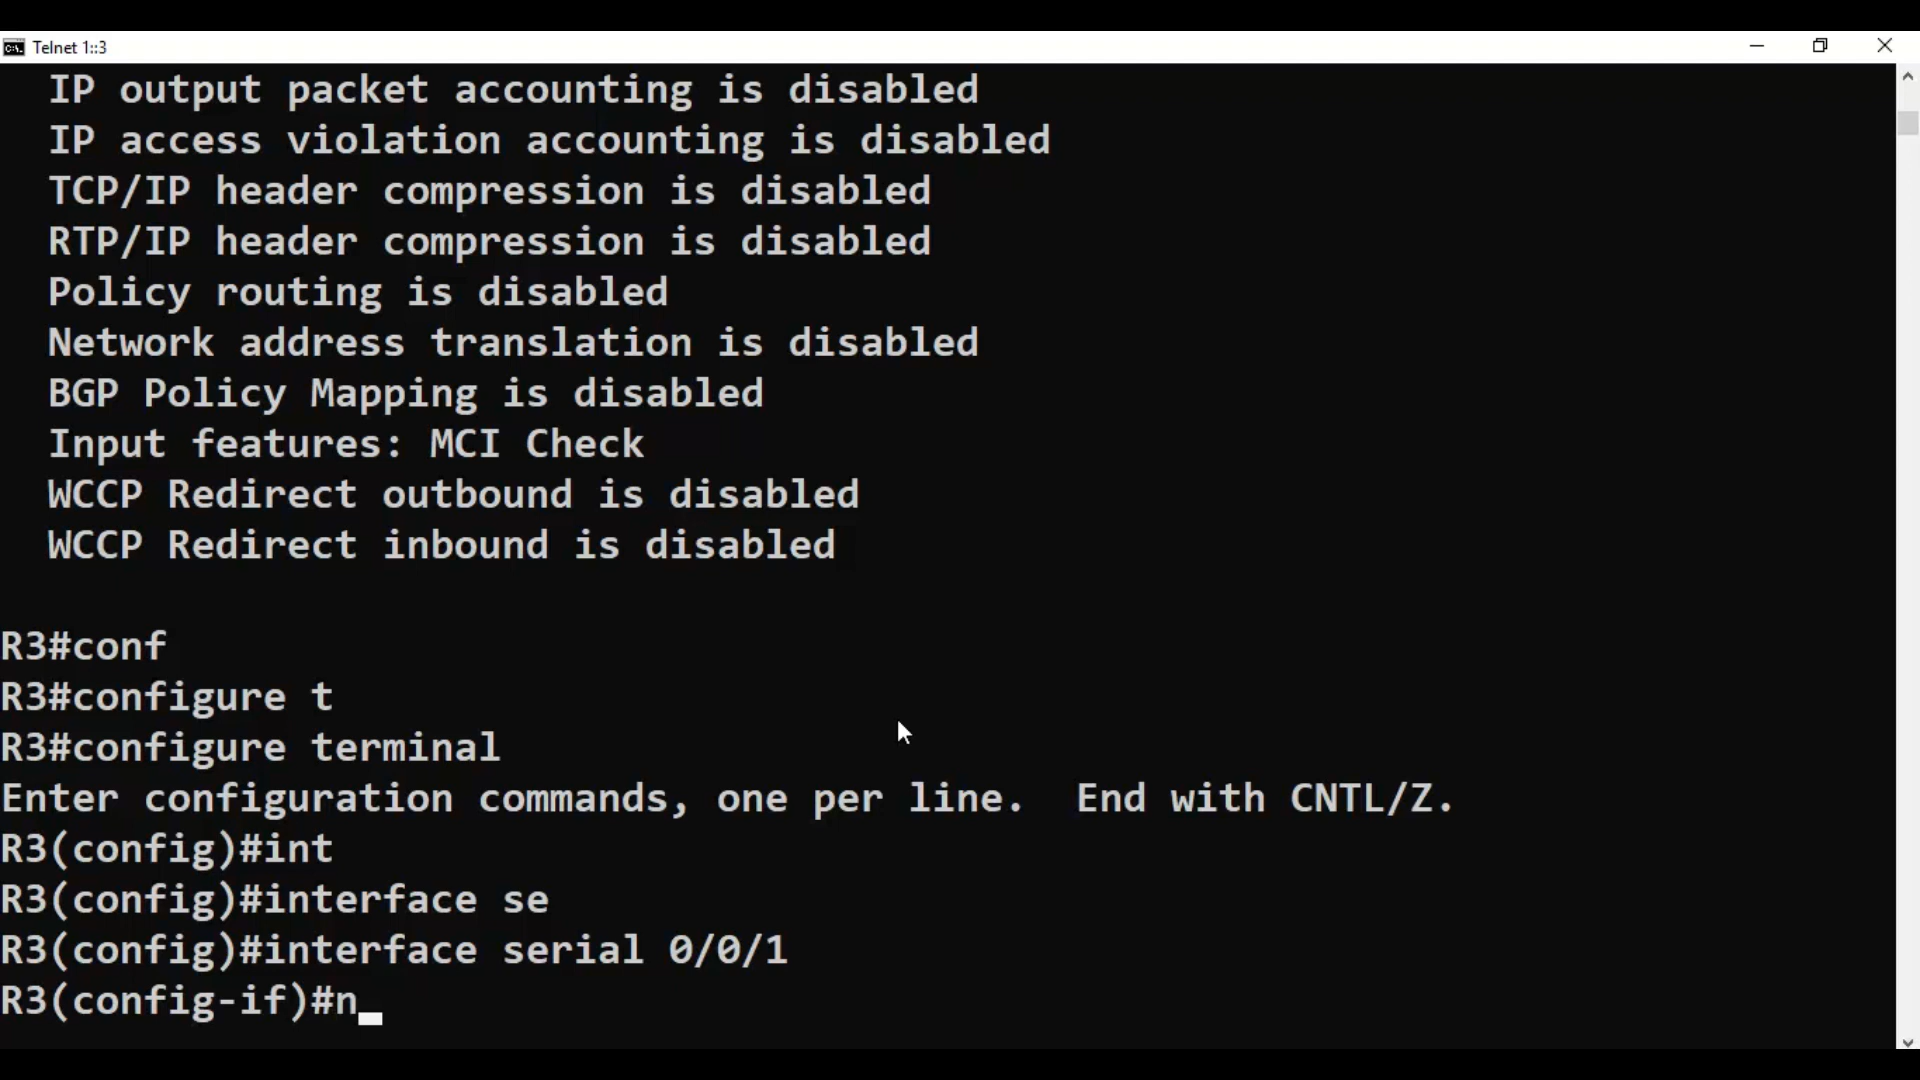 Telnet 1::3
IP output packet accounting is disabled
IP access violation accounting is disabled
TCP/IP header compression is disabled
RTP/IP header compression is disabled
Policy routing is disabled
Network address translation is disabled
BGP Policy Mapping is disabled
Input features: MCI Check
WCCP Redirect outbound is disabled
WCCP Redirect inbound is disabled
R3#conf
R3#configure t
R3#configure terminal
Enter configuration commands, one per line.  End with CNTL/Z.
R3(config)#int
R3(config)#interface se
R3(config)#interface serial 0/0/1
R3(config-if)#n